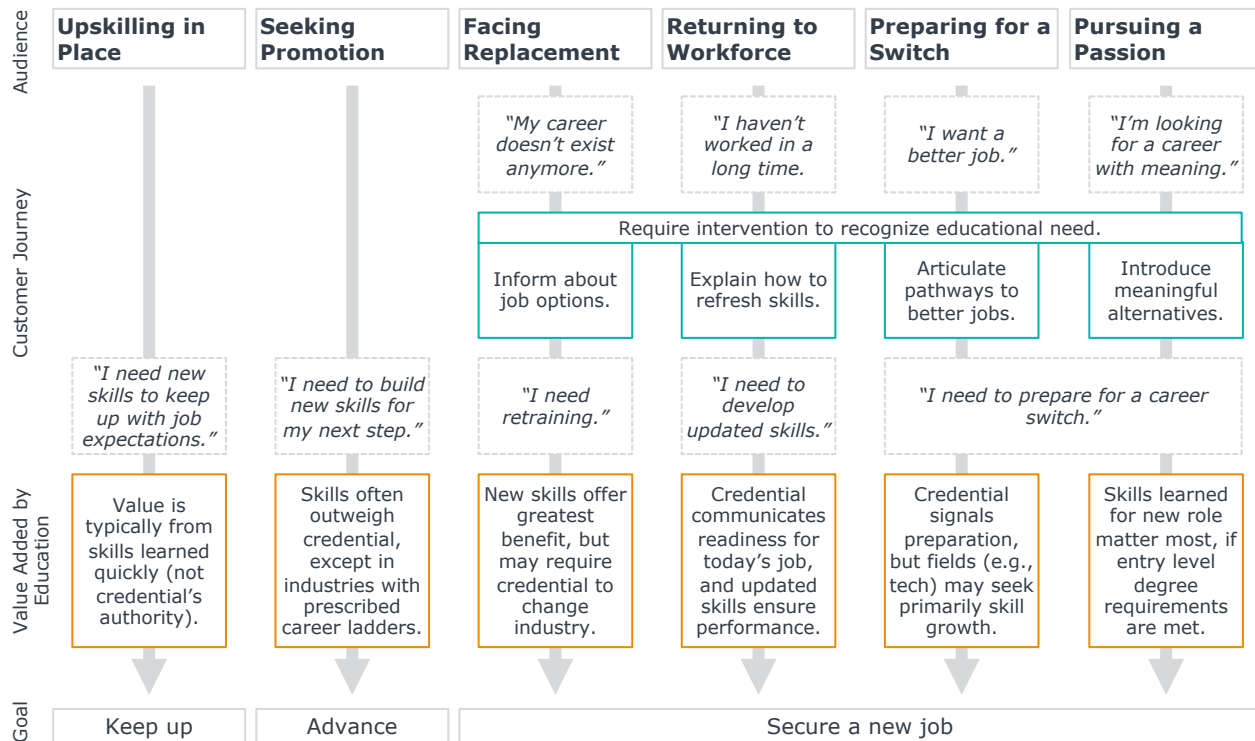 Audience
Upskilling in
Place
Seeking
Promotion
Facing
Replacement
Returning to
Workforce
Preparing for a
Switch
Pursuing a
Passion
Customer Journey
“My career
doesn’t exist
anymore.”
“I haven’t
worked in a
long time.
“I want a
better job.”
“I’m looking
for a career
with meaning.”
Require intervention to recognize educational need.
Inform about
job options.
Explain how to
refresh skills.
Articulate
pathways to
better jobs.
Introduce
meaningful
alternatives.
“I need new
skills to keep
up with job
expectations.”
“I need to build
new skills for
my next step.”
“I need
retraining.”
“I need to
develop
updated skills.”
“I need to prepare for a career
switch.”
Value Added by
Education
Value is
typically from
skills learned
quickly (not
credential’s
authority).
Skills often
outweigh
credential,
except in
industries with
prescribed
career ladders.
New skills offer
greatest
benefit, but
may require
credential to
change
industry.
Credential
communicates
readiness for
today’s job,
and updated
skills ensure
performance.
Credential
signals
preparation,
but fields (e.g.,
tech) may seek
primarily skill
growth.
Skills learned
for new role
matter most, if
entry level
degree
requirements
are met.
Goal
Keep up
Advance
Secure a new job